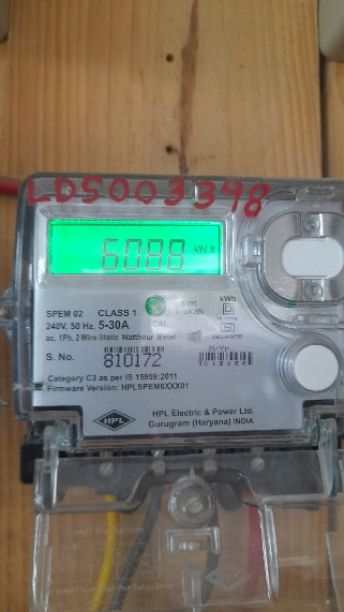 LDS003398
6088 kWh
SPEM 02 CLASS 1
kWh
240V, 50 Hz, 5-30A CAL
ac, 1Ph, 2 Wire Static Watthour Meter
S. No. 810172
Category C3 as per IS 15959:2011
Firmware Version: HPLSPEM6XXX01
HPL
HPL Electric & Power Ltd.
Gurugram (Haryana) INDIA